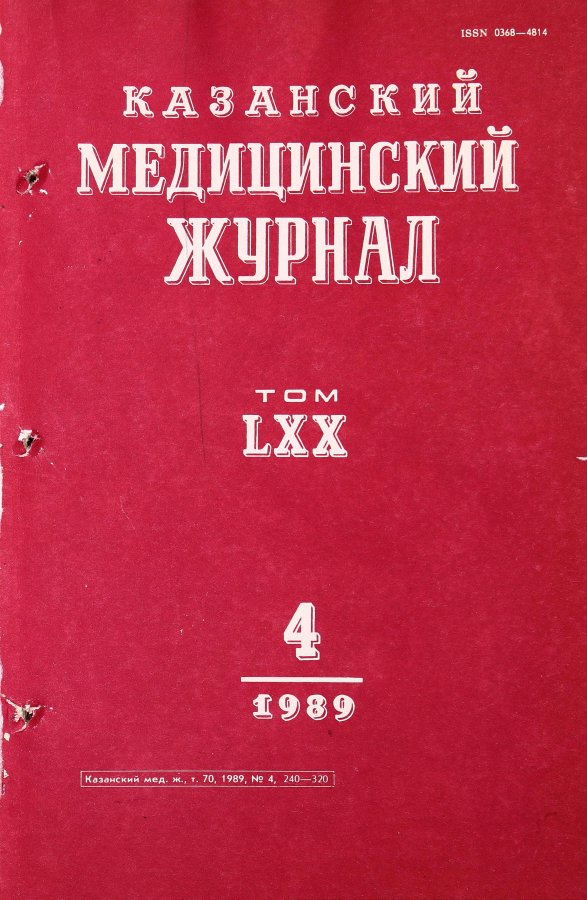 ISSN 0368—4814
КАЗАНСКИЙ
МЕДИЦИНСКИЙ
ЖУРНАЛ
ТОМ
LXX
4
1989
Казанский мед. ж., т. 70, 1989, № 4, 240—320